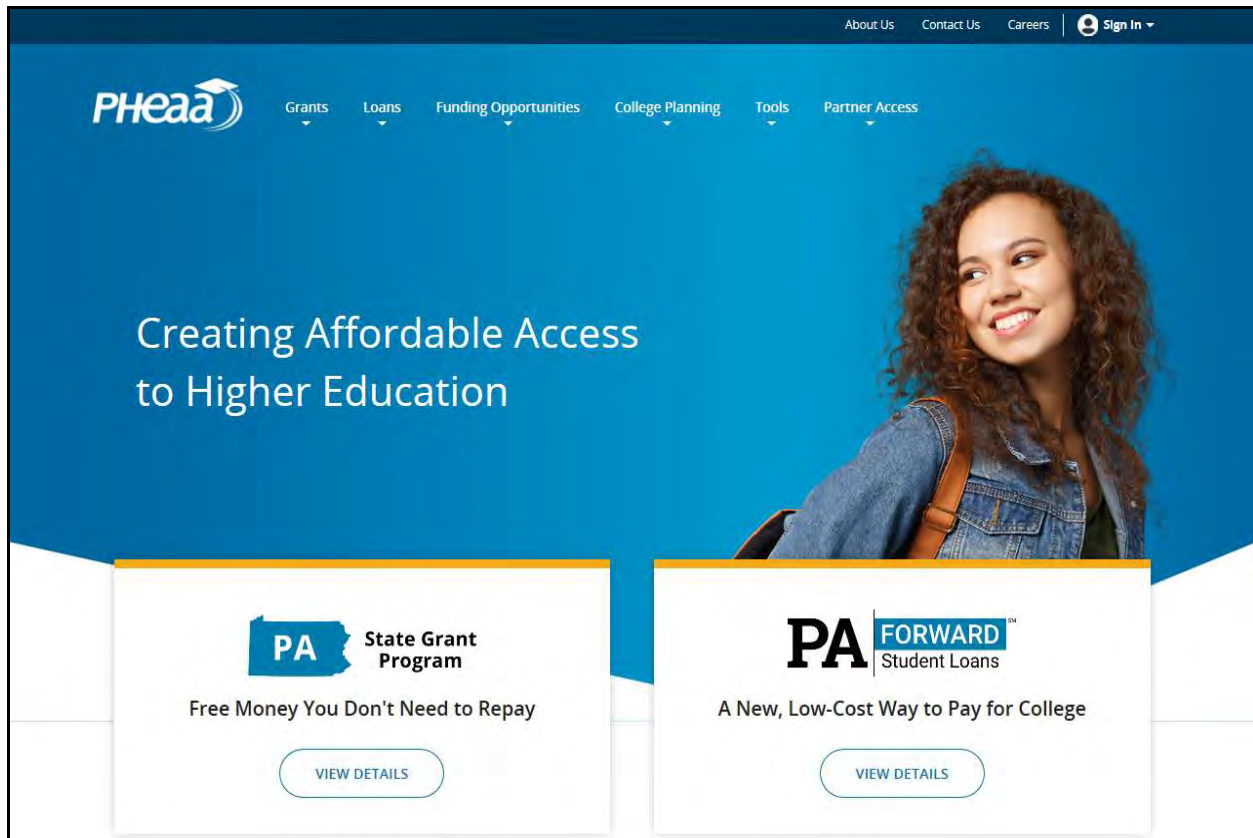 About Us Contact Us Careers Sign In
PHEAA Grants Loans Funding Opportunities College Planning Tools Partner Access
Creating Affordable Access
to Higher Education
PA State Grant
Program
Free Money You Don't Need to Repay
VIEW DETAILS
PA FORWARD SM
Student Loans
A New, Low-Cost Way to Pay for College
VIEW DETAILS